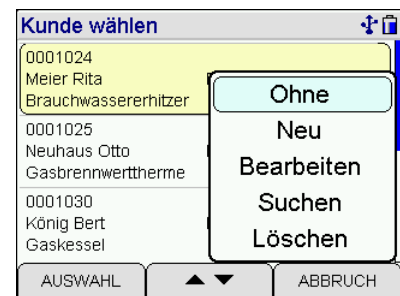 Kunde wählen
0001024
Meier Rita
Brauchwassererhitzer
0001025
Neuhaus Otto
Gasbrennwerttherme
0001030
König Bert
Gaskessel
Ohne
Neu
Bearbeiten
Suchen
Löschen
AUSWAHL
ABBRUCH